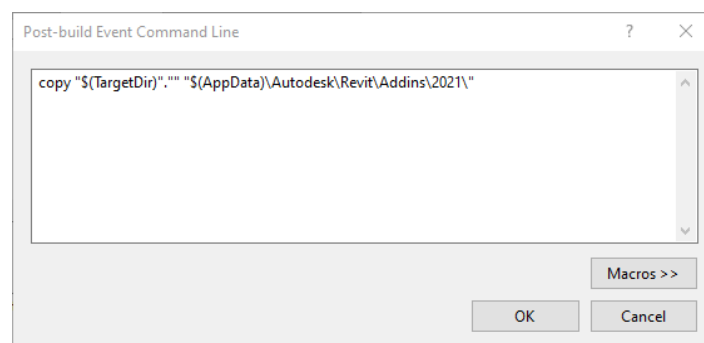 Post-build Event Command Line
copy "$(TargetDir)"."" "$(AppData)\Autodesk\Revit\Addins\2021\"
Macros >>
OK
Cancel